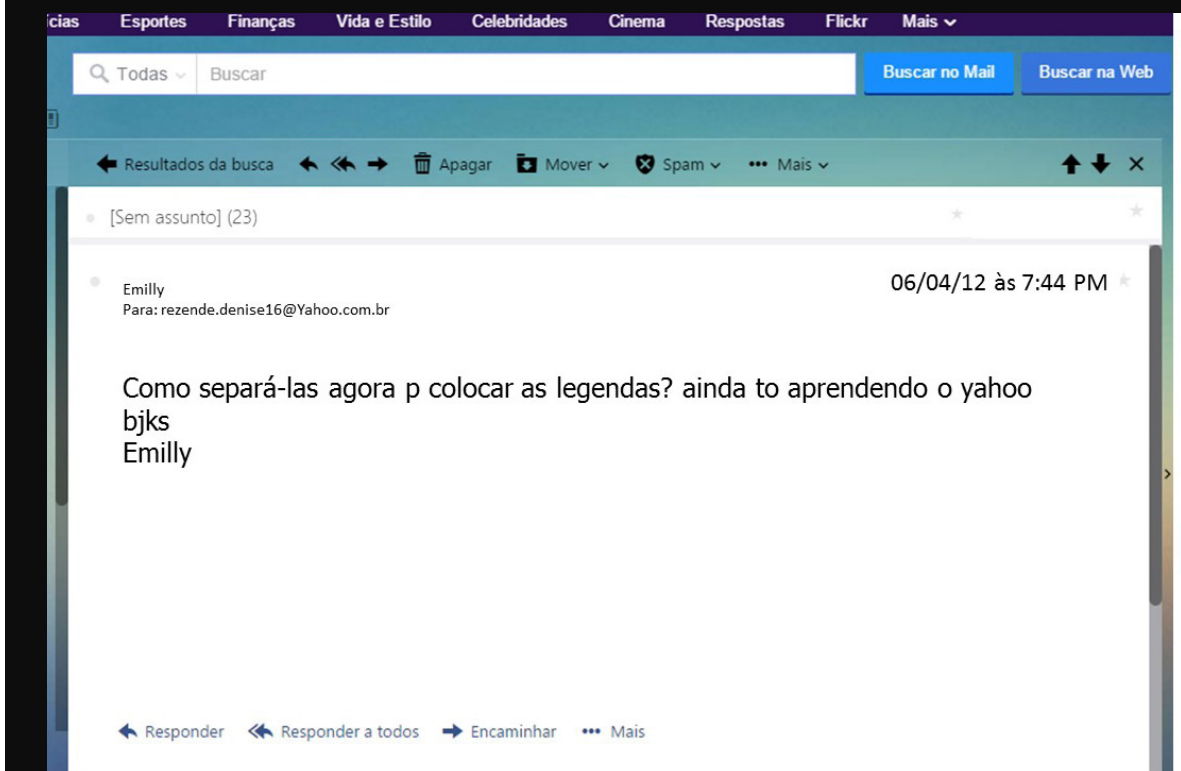 ícias Esportes Finanças Vida e Estilo Celebridades Cinema Respostas Flickr Mais
Todas Buscar Buscar no Mail Buscar na Web
Resultados da busca Apagar Mover Spam Mais
[Sem assunto] (23)
Emilly 06/04/12 às 7:44 PM
Para: rezende.denise16@Yahoo.com.br
Como separá-las agora p colocar as legendas? ainda to aprendendo o yahoo
bjks
Emilly
Responder Responder a todos Encaminhar Mais